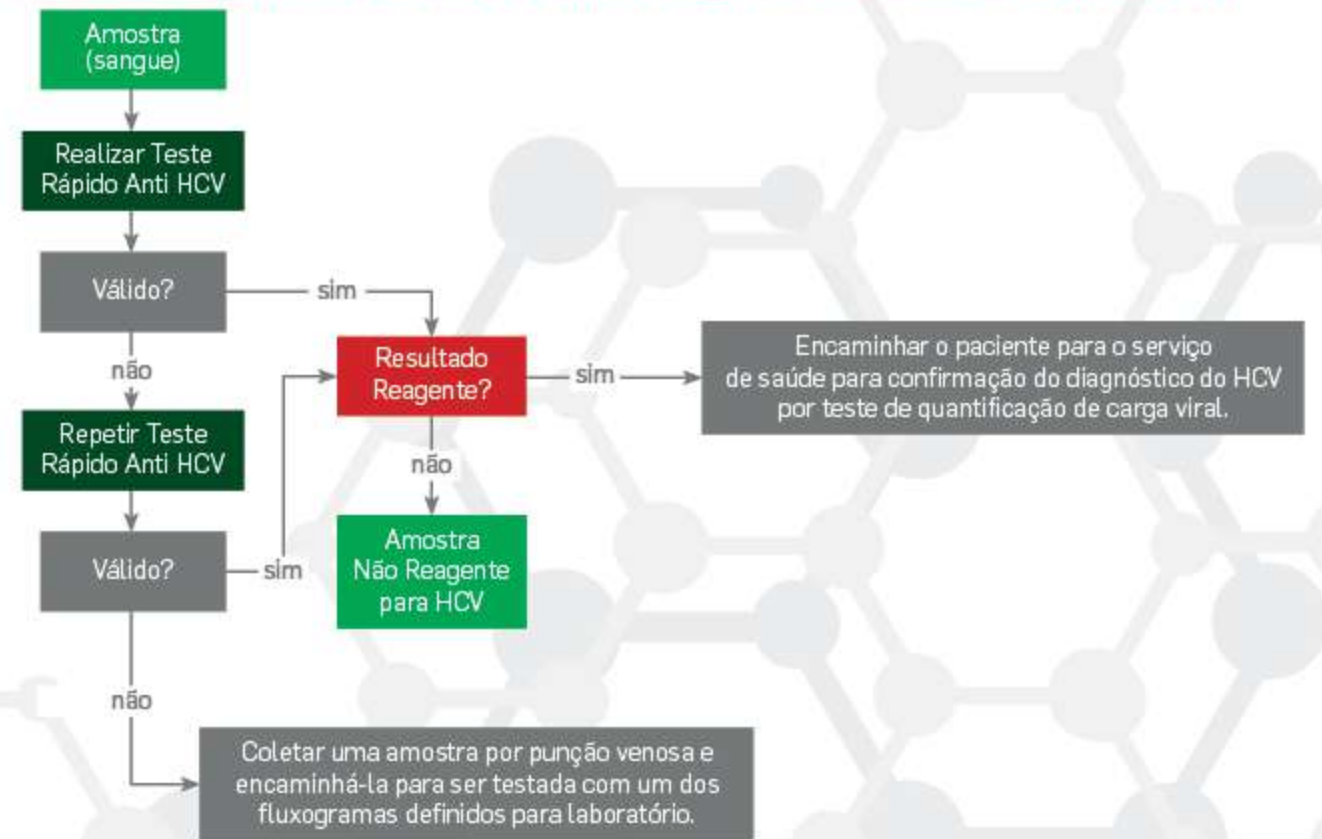 Amostra
(sangue)
Realizar Teste
Rápido Anti HCV
Válido?
sim
não
Resultado
Reagente?
sim
Encaminhar o paciente para o serviço
de saúde para confirmação do diagnóstico do HCV
por teste de quantificação de carga viral.
Repetir Teste
Rápido Anti HCV
não
Válido?
sim
Amostra
Não Reagente
para HCV
não
Coletar uma amostra por punção venosa e
encaminhá-la para ser testada com um dos
fluxogramas definidos para laboratório.